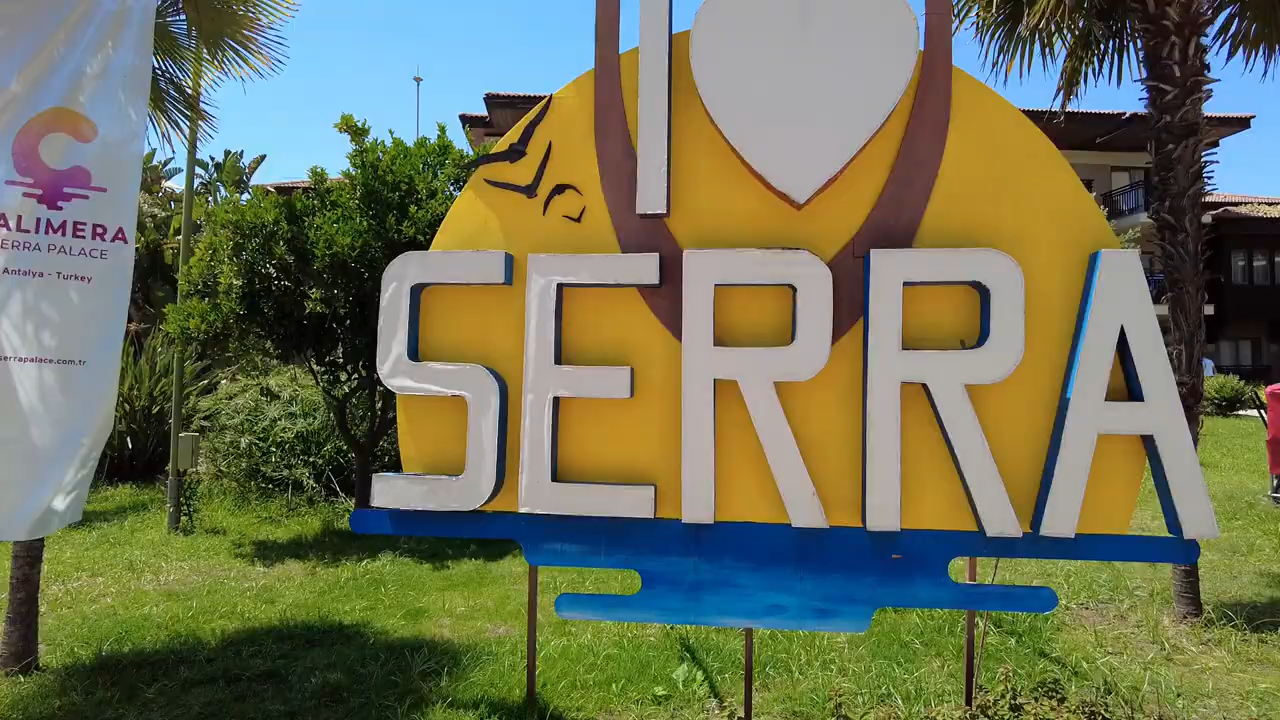 ALIMERA
ERRA PALACE
Antalya - Turkey
serrapalace.com.tr
I
SERRA